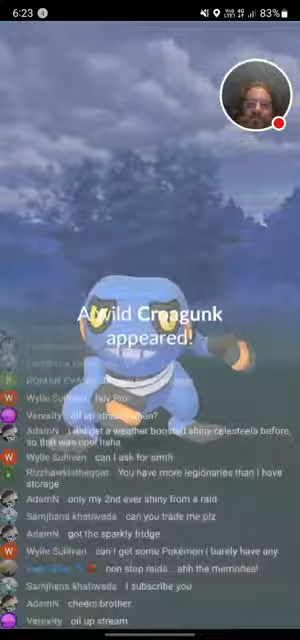 6:23
83%
A wild Croagunk
appeared!
Wylie Sullivan
Verexity oil up stream when?
AdamN I did get a weather boosted shiny celesteela before,
so that was cool haha
Wylie Sullivan can I ask for smth
Rizzhawkisthegoat You have more legionaries than I have
storage
AdamN only my 2nd ever shiny from a raid
Samjhana khatiwada can you trade me plz
AdamN got the sparkly fridge
Wylie Sullivan can I get some Pokémon I barely have any
non stop raids... ahh the memories!
Samjhana khatiwada I subscribe you
AdamN cheers brother
Verexity oil up stream